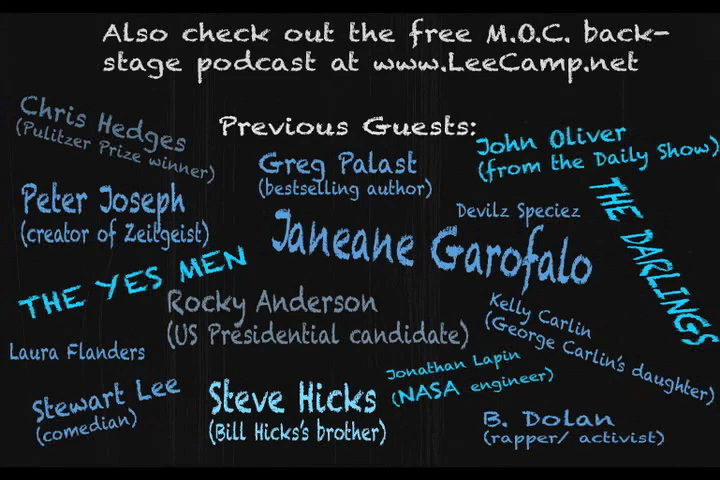 Also check out the free M.O.C. back-
stage podcast at www.LeeCamp.net
Previous Guests:
Chris Hedges
(Pulitzer Prize winner)
Greg Palast
(bestselling author)
John Oliver
(from the Daily Show)
Peter Joseph
(creator of Zeitgeist)
Devilz Speciez
Janeane Garofalo
THE DARLINGS
THE YES MEN
Rocky Anderson
(US Presidential candidate)
Kelly Carlin
(George Carlin's daughter)
Laura Flanders
Jonathan Lapin
(NASA engineer)
Stewart Lee
(comedian)
Steve Hicks
(Bill Hicks's brother)
B. Dolan
(rapper/ activist)